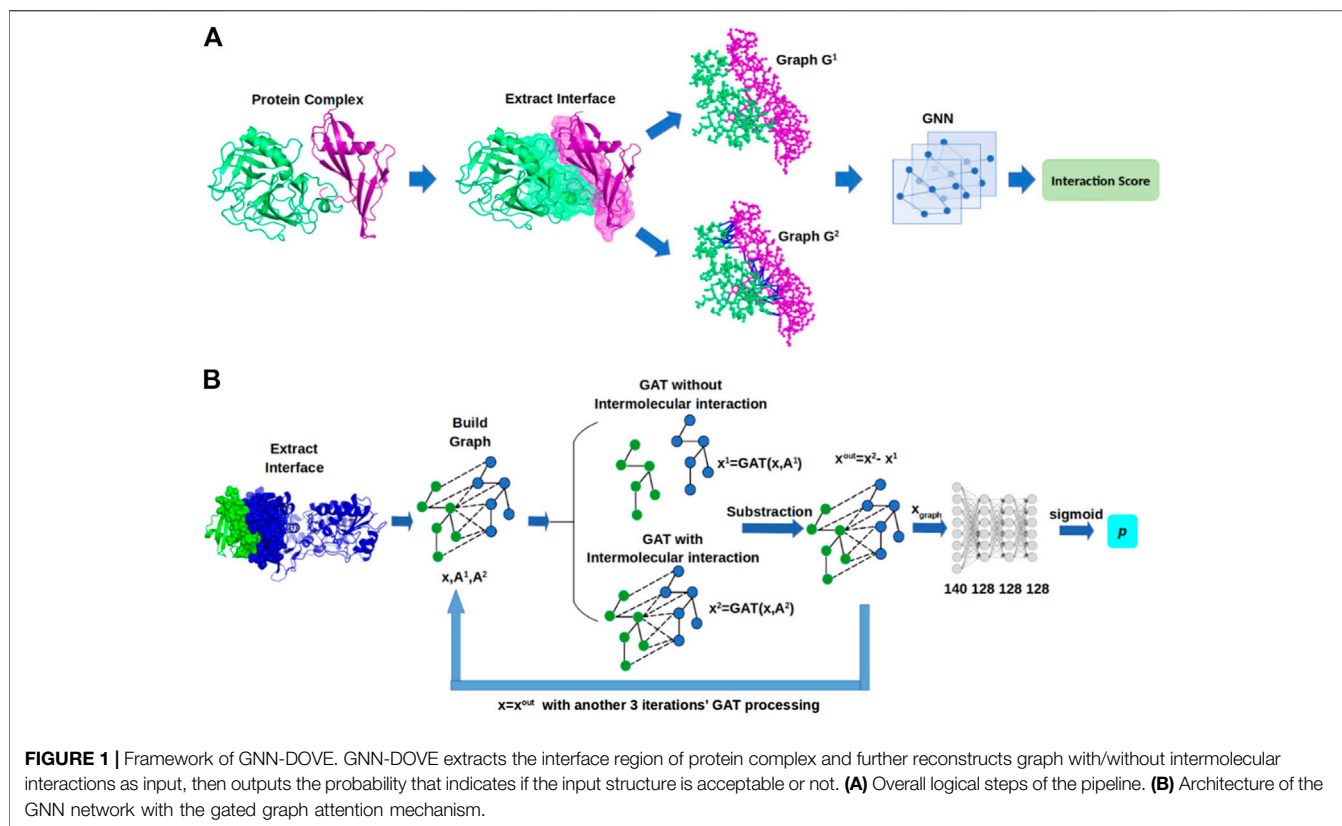 A
Protein Complex
Extract Interface
Graph G¹
Graph G²
GNN
Interaction Score
B
Extract
Interface
Build
Graph
x,A¹,A²
GAT without
Intermolecular interaction
x¹=GAT(x,A¹)
GAT with
Intermolecular interaction
x²=GAT(x,A²)
Substraction
xᵒᵘᵗ=x²- x¹
x_graph
140 128 128 128
sigmoid
p
x=xᵒᵘᵗ with another 3 iterations' GAT processing
FIGURE 1 | Framework of GNN-DOVE. GNN-DOVE extracts the interface region of protein complex and further reconstructs graph with/without intermolecular
interactions as input, then outputs the probability that indicates if the input structure is acceptable or not. (A) Overall logical steps of the pipeline. (B) Architecture of the
GNN network with the gated graph attention mechanism.